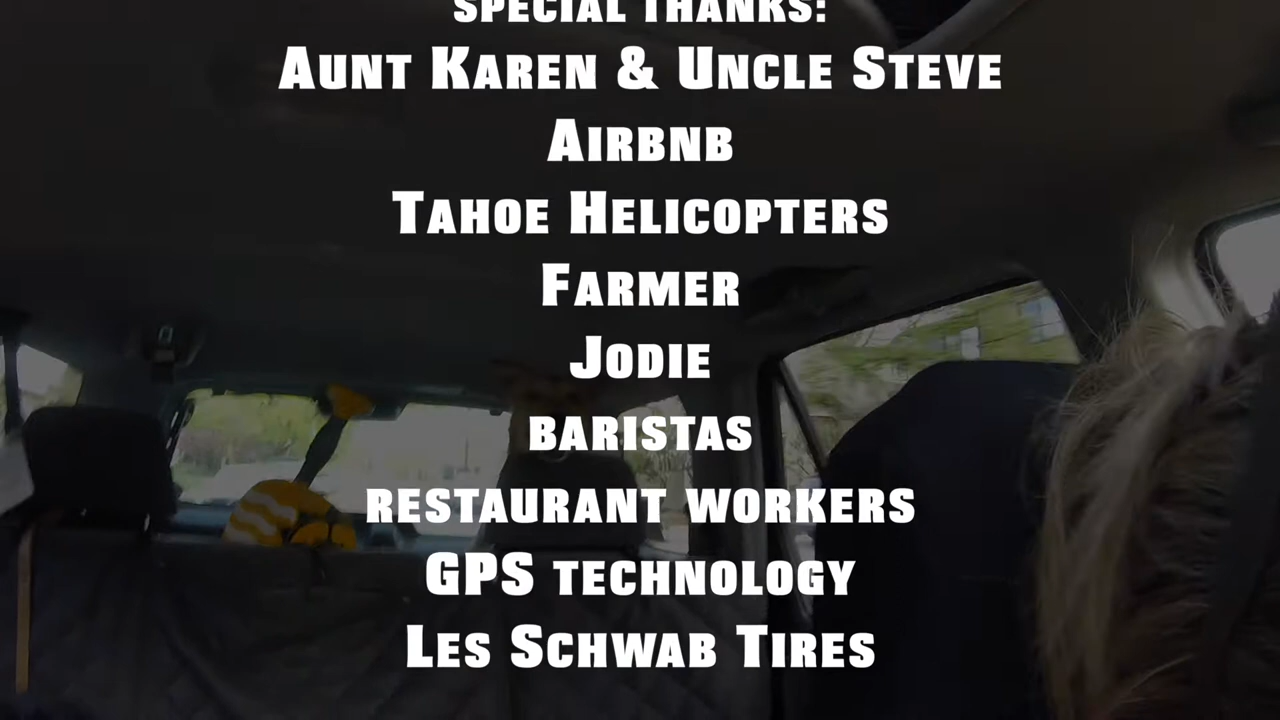 SPECIAL THANKS:
AUNT KAREN & UNCLE STEVE
AIRBNB
TAHOE HELICOPTERS
FARMER
JODIE
BARISTAS
RESTAURANT WORKERS
GPS TECHNOLOGY
LES SCHWAB TIRES